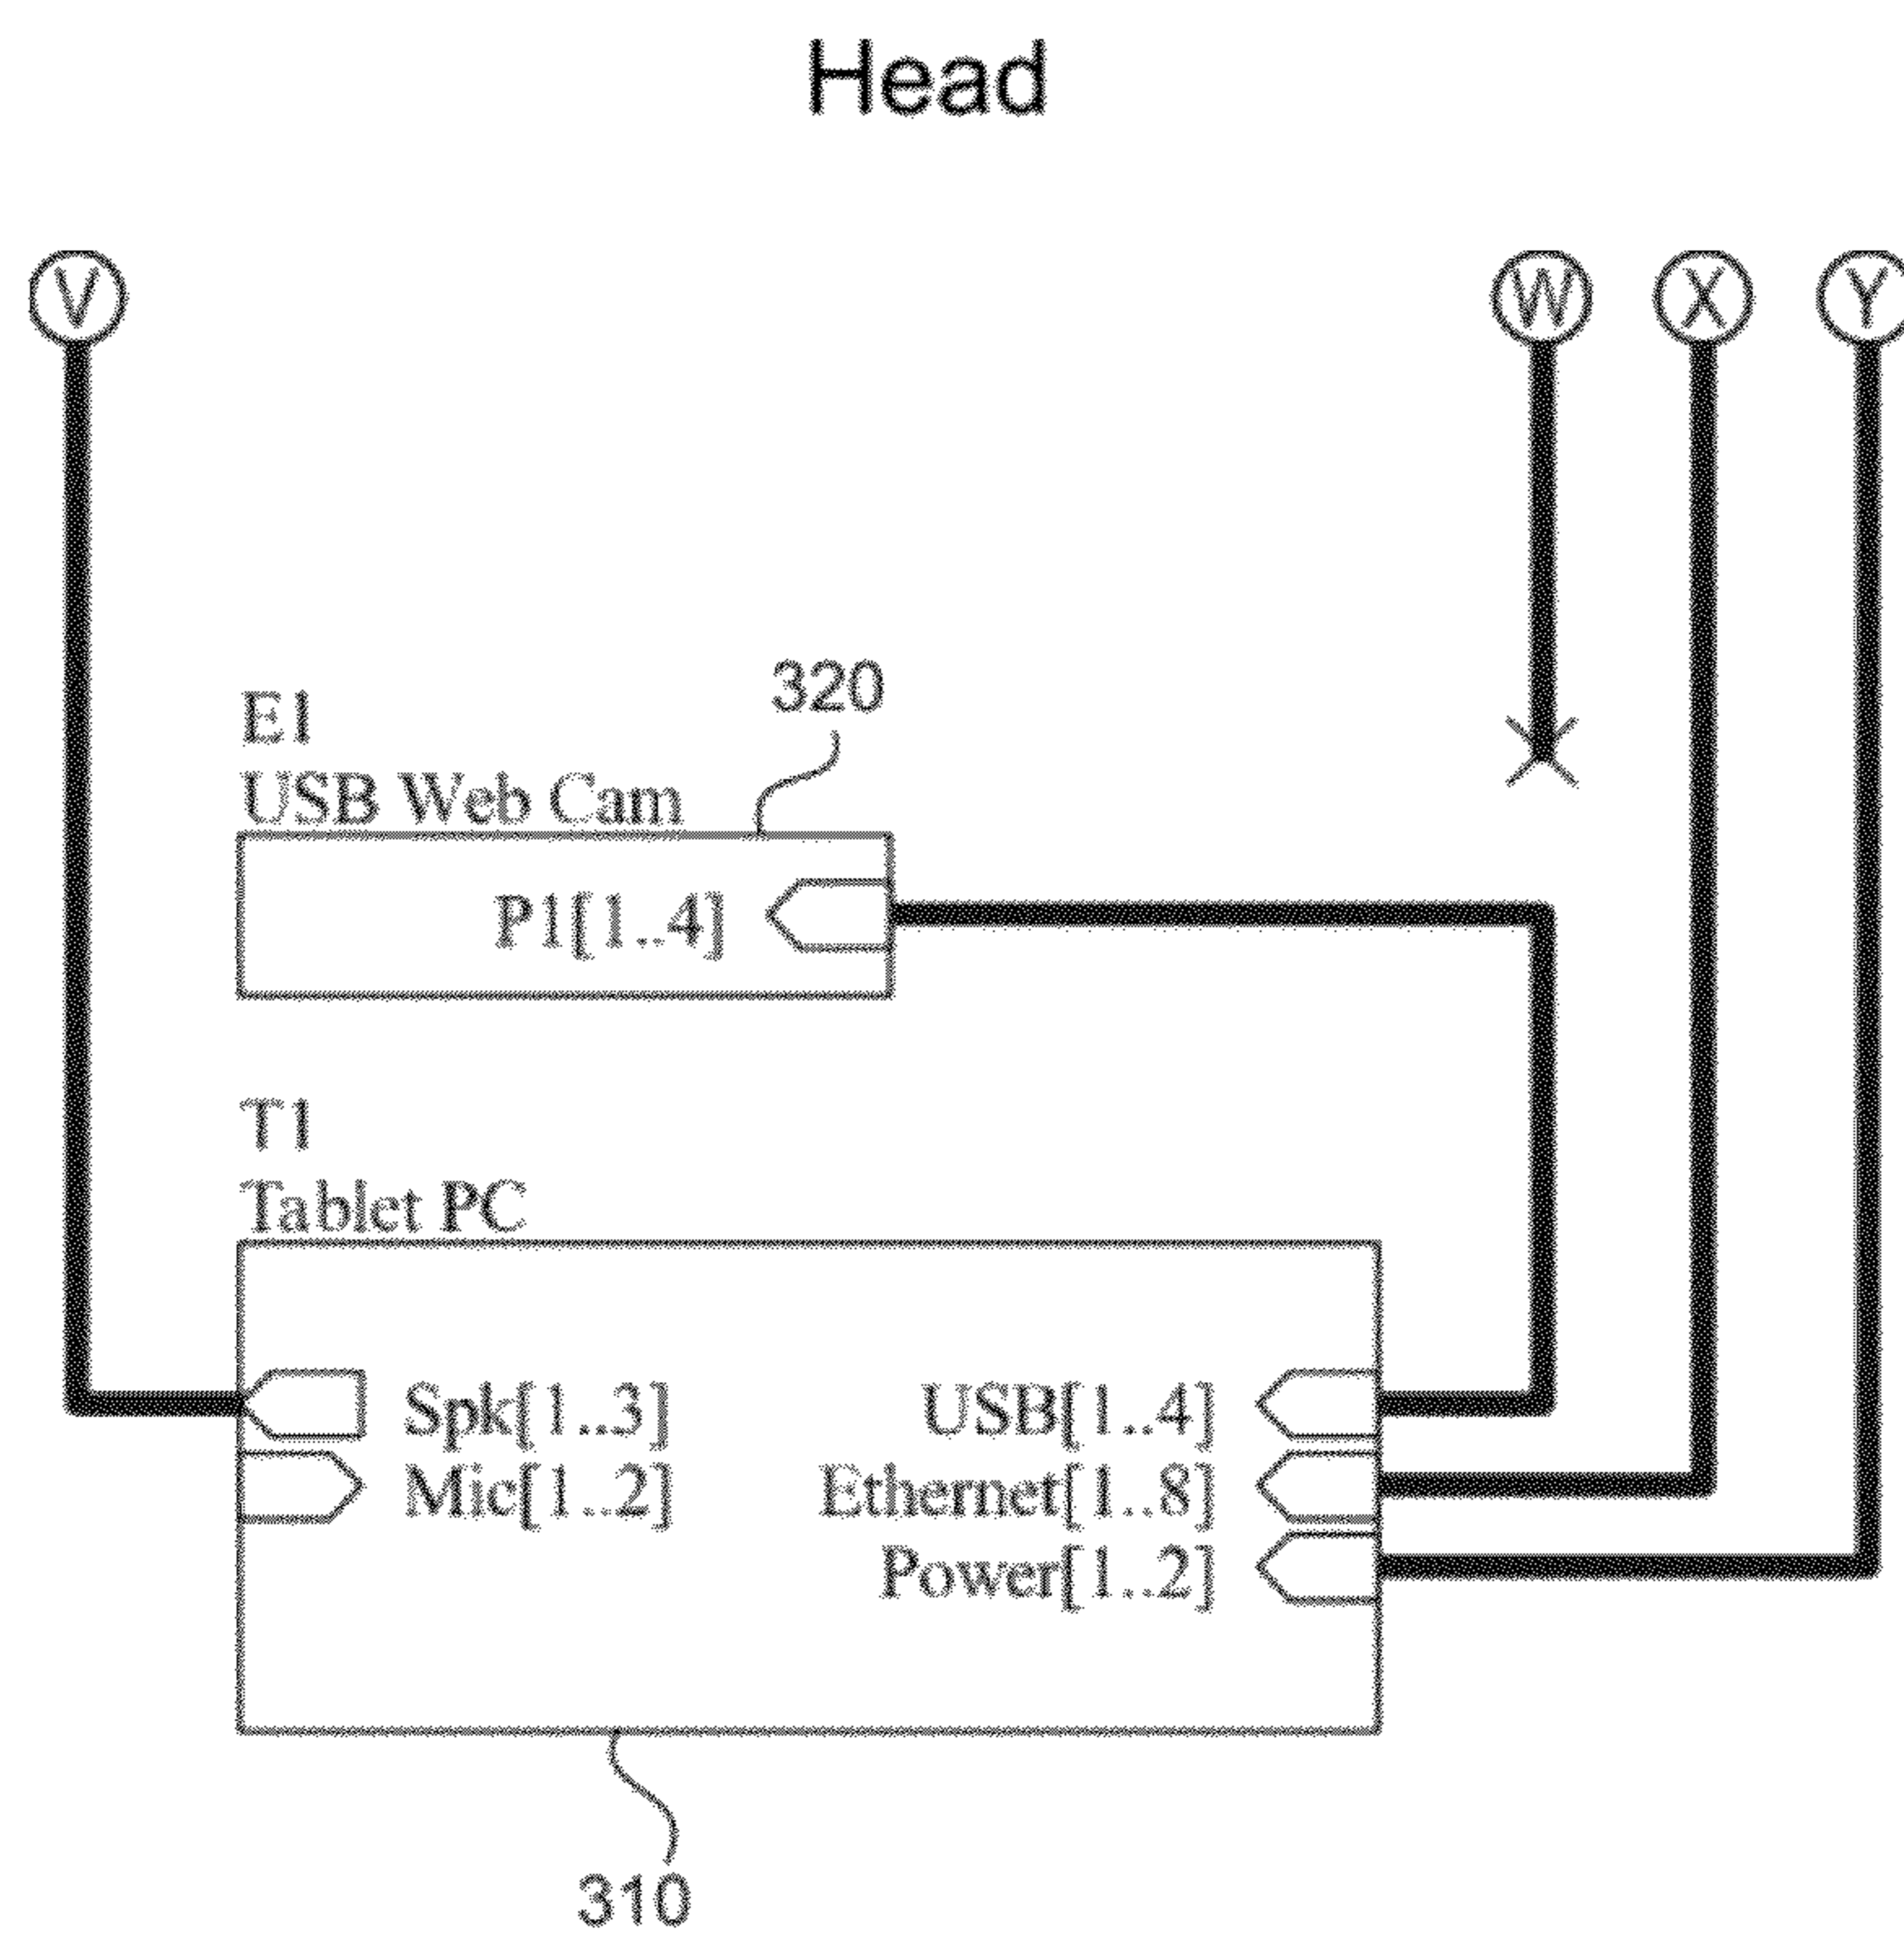 Head
V W X Y
320
E1
USB Web Cam
P1[1..4]
T1
Tablet PC
Spk[1..3] USB[1..4]
Mic[1..2] Ethernet[1..8]
Power[1..2]
310